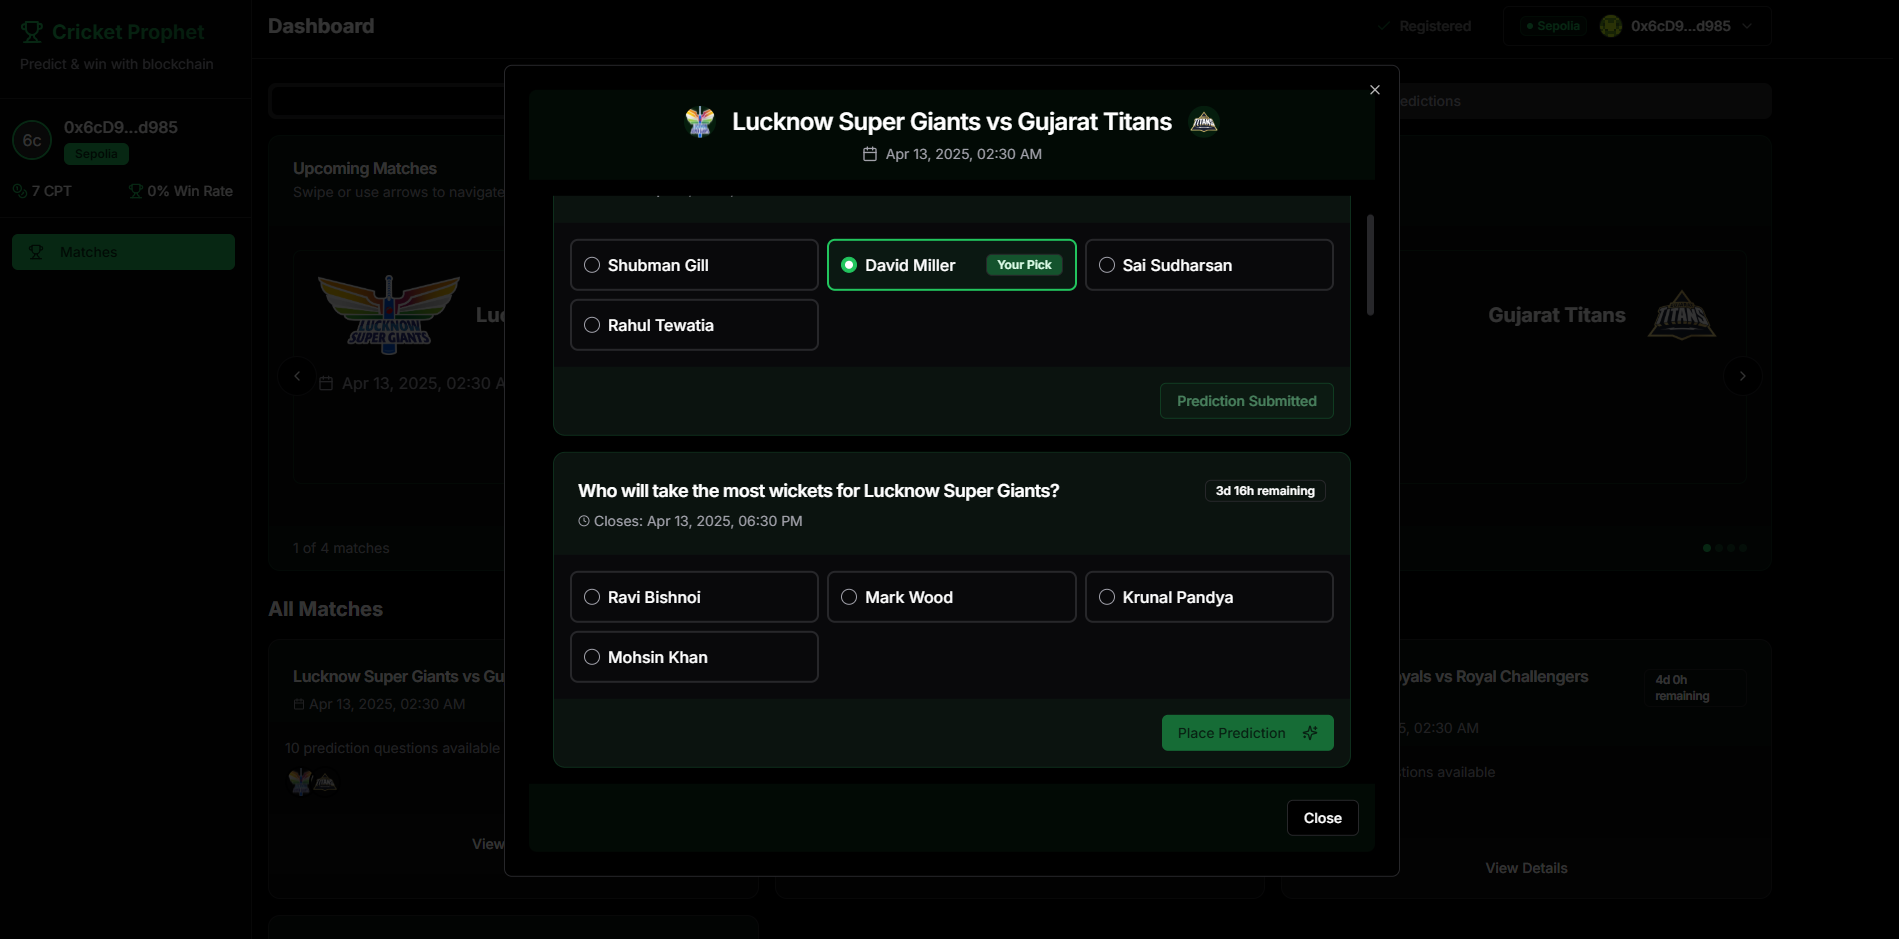 Cricket Prophet
Predict & win with blockchain
6c
0x6cD9...d985
Sepolia
7 CPT
0% Win Rate
Matches
Dashboard
Registered
Sepolia
0x6cD9...d985
edictions
Upcoming Matches
Swipe or use arrows to navigate
LUCKNOW
SUPER GIANTS
Luc
Apr 13, 2025, 02:30 A
Gujarat Titans
TITANS
1 of 4 matches
All Matches
Lucknow Super Giants vs Gu
Apr 13, 2025, 02:30 AM
10 prediction questions available
View
yals vs Royal Challengers
4d 0h
remaining
5, 02:30 AM
tions available
View Details
Lucknow Super Giants vs Gujarat Titans
TITANS
Apr 13, 2025, 02:30 AM
Shubman Gill
David Miller
Your Pick
Sai Sudharsan
Rahul Tewatia
Prediction Submitted
Who will take the most wickets for Lucknow Super Giants?
3d 16h remaining
Closes: Apr 13, 2025, 06:30 PM
Ravi Bishnoi
Mark Wood
Krunal Pandya
Mohsin Khan
Place Prediction
Close